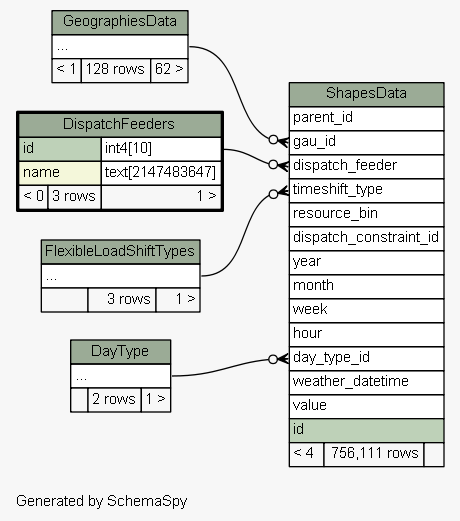 GeographiesData
...
< 1 128 rows 62 >
DispatchFeeders
id int4[10]
name text[2147483647]
< 0 3 rows 1 >
FlexibleLoadShiftTypes
...
3 rows 1 >
DayType
...
2 rows 1 >
ShapesData
parent_id
gau_id
dispatch_feeder
timeshift_type
resource_bin
dispatch_constraint_id
year
month
week
hour
day_type_id
weather_datetime
value
id
< 4 756,111 rows
Generated by SchemaSpy